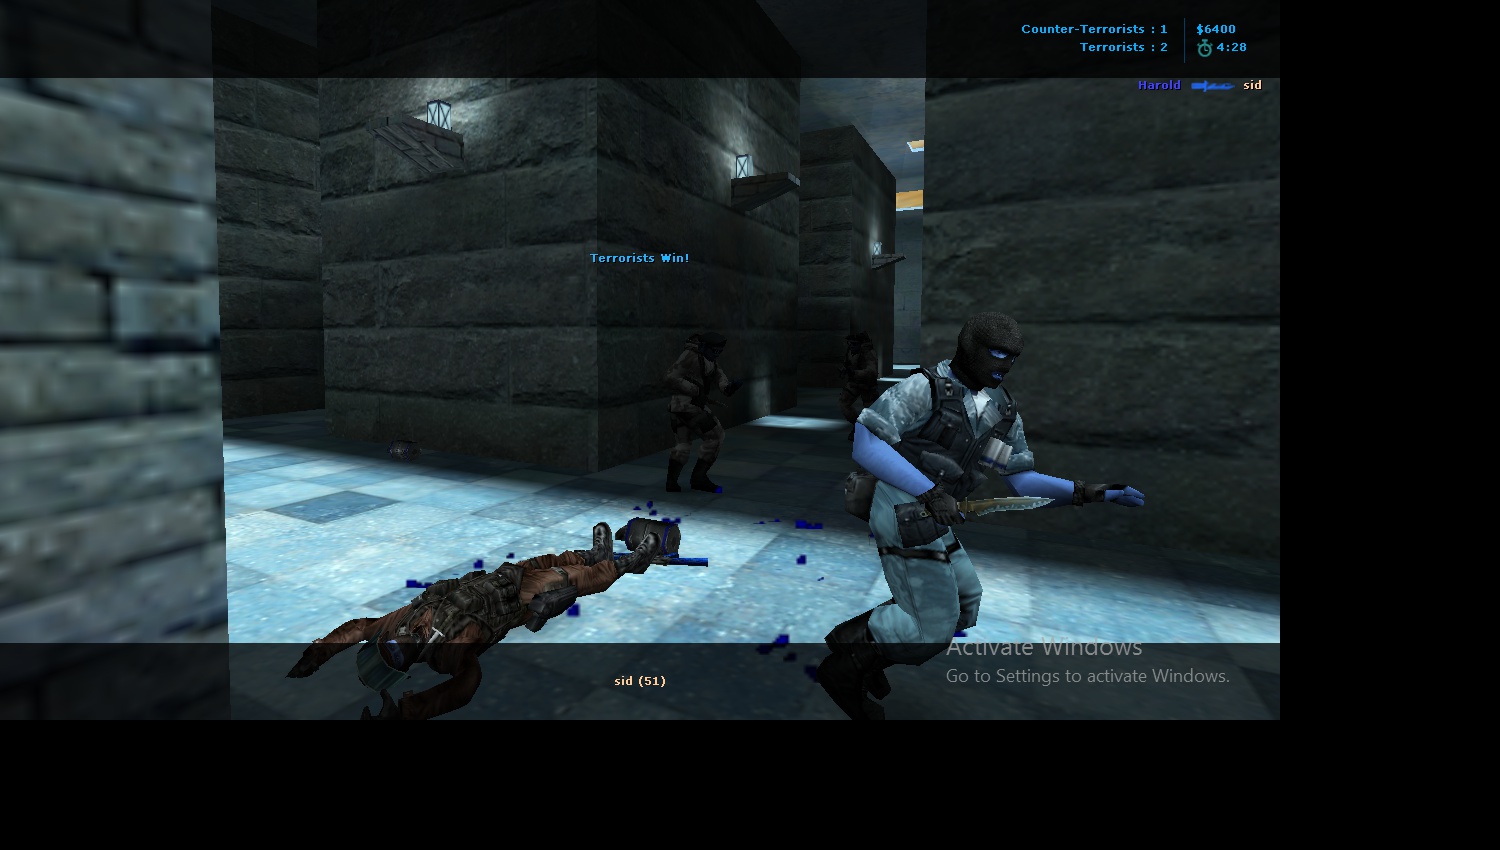 Counter-Terrorists : 1
$6400
Terrorists : 2
4:28
Harold sid
Terrorists Win!
Activate Windows
Go to Settings to activate Windows.
sid (51)